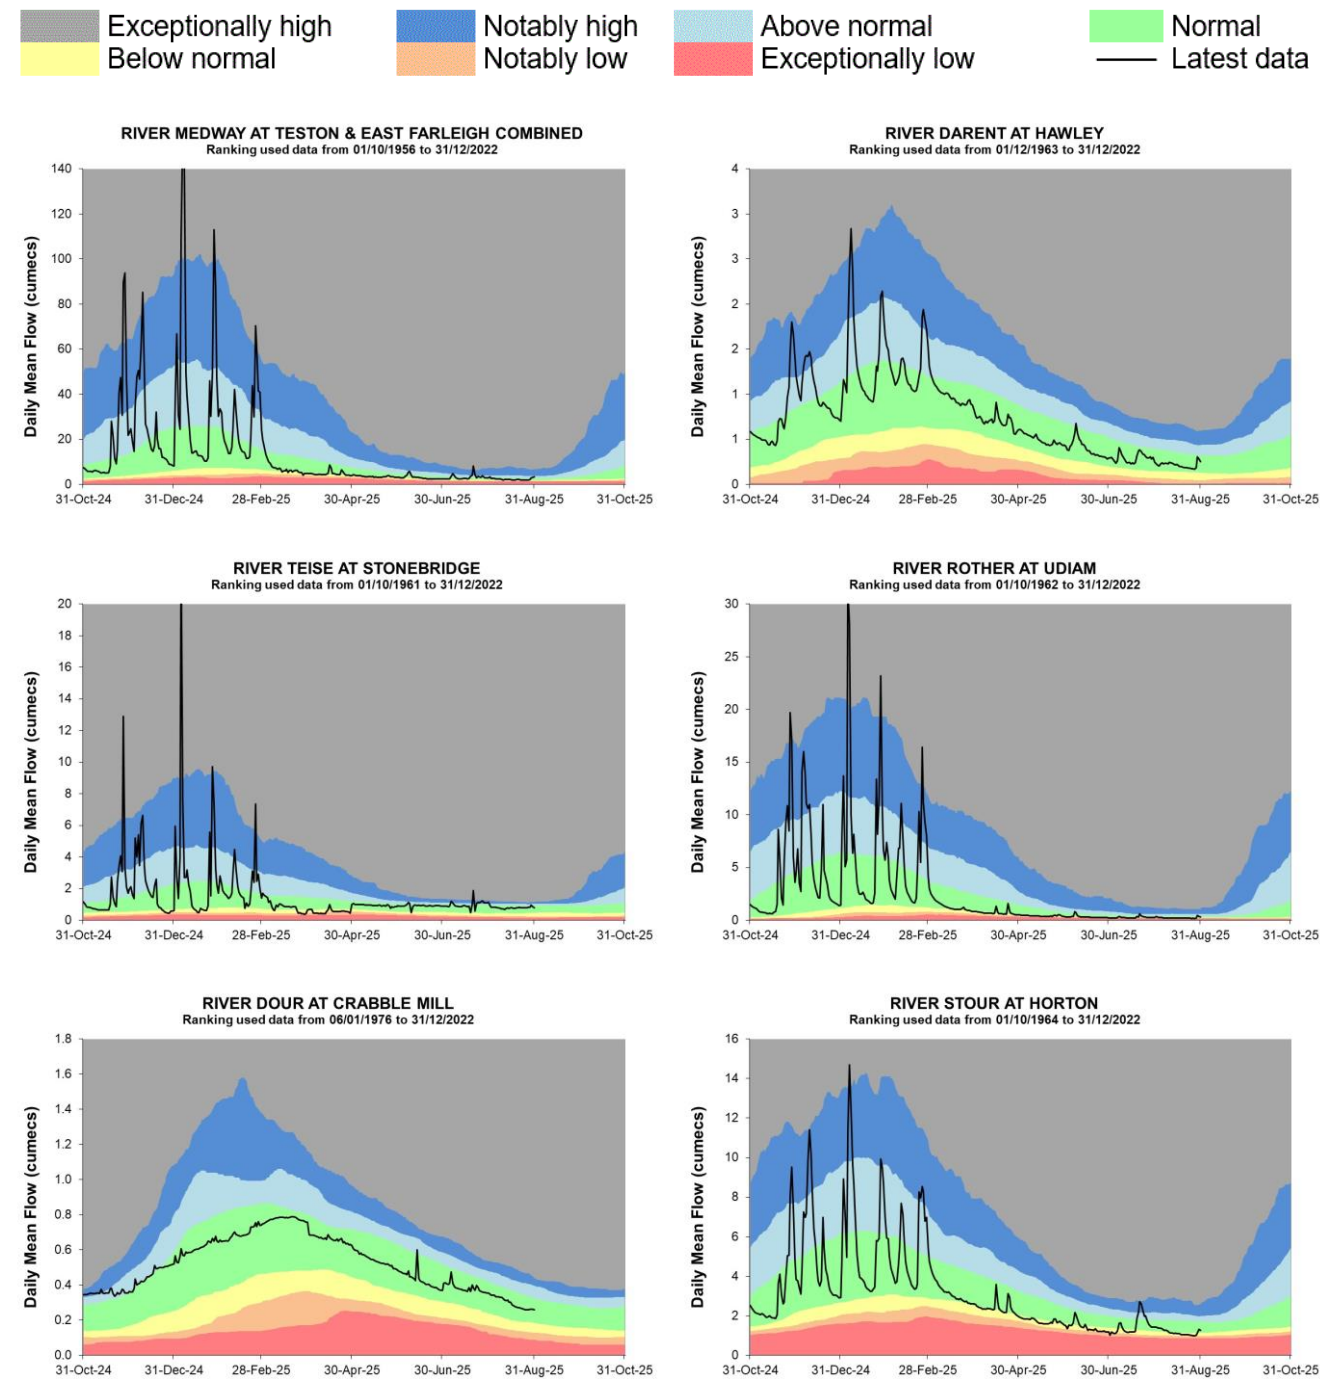 Exceptionally high Notably high Above normal Normal
Below normal Notably low Exceptionally low Latest data
RIVER MEDWAY AT TESTON & EAST FARLEIGH COMBINED
Ranking used data from 01/10/1956 to 31/12/2022
Daily Mean Flow (cumecs)
140
120
100
80
60
40
20
0
31-Oct-24 31-Dec-24 28-Feb-25 30-Apr-25 30-Jun-25 31-Aug-25 31-Oct-25
RIVER DARENT AT HAWLEY
Ranking used data from 01/12/1963 to 31/12/2022
Daily Mean Flow (cumecs)
4
3
3
2
2
1
1
0
31-Oct-24 31-Dec-24 28-Feb-25 30-Apr-25 30-Jun-25 31-Aug-25 31-Oct-25
RIVER TEISE AT STONEBRIDGE
Ranking used data from 01/10/1961 to 31/12/2022
Daily Mean Flow (cumecs)
20
18
16
14
12
10
8
6
4
2
0
31-Oct-24 31-Dec-24 28-Feb-25 30-Apr-25 30-Jun-25 31-Aug-25 31-Oct-25
RIVER ROTHER AT UDIAM
Ranking used data from 01/10/1962 to 31/12/2022
Daily Mean Flow (cumecs)
30
25
20
15
10
5
0
31-Oct-24 31-Dec-24 28-Feb-25 30-Apr-25 30-Jun-25 31-Aug-25 31-Oct-25
RIVER DOUR AT CRABBLE MILL
Ranking used data from 06/01/1976 to 31/12/2022
Daily Mean Flow (cumecs)
1.8
1.6
1.4
1.2
1.0
0.8
0.6
0.4
0.2
0.0
31-Oct-24 31-Dec-24 28-Feb-25 30-Apr-25 30-Jun-25 31-Aug-25 31-Oct-25
RIVER STOUR AT HORTON
Ranking used data from 01/10/1964 to 31/12/2022
Daily Mean Flow (cumecs)
16
14
12
10
8
6
4
2
0
31-Oct-24 31-Dec-24 28-Feb-25 30-Apr-25 30-Jun-25 31-Aug-25 31-Oct-25